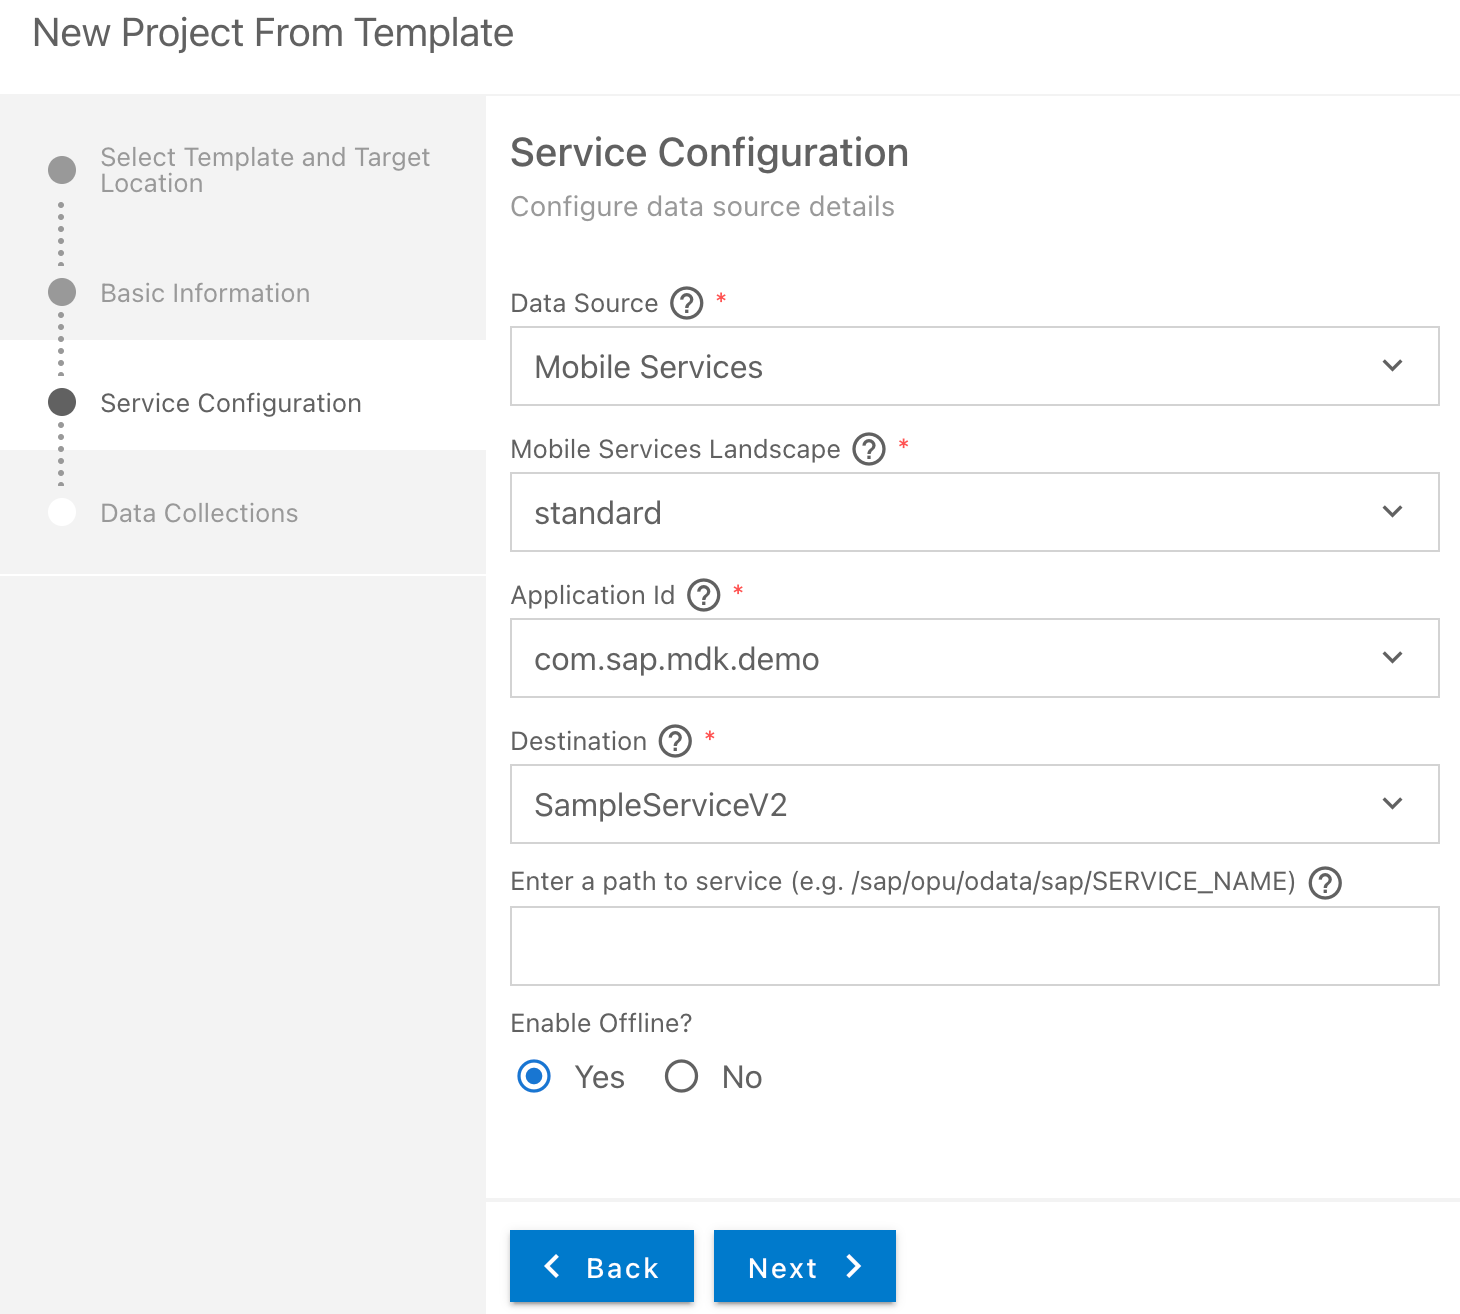 New Project From Template
Select Template and Target
Location
Basic Information
Service Configuration
Data Collections
Service Configuration
Configure data source details
Data Source ? *
Mobile Services
Mobile Services Landscape ? *
standard
Application Id ? *
com.sap.mdk.demo
Destination ? *
SampleServiceV2
Enter a path to service (e.g. /sap/opu/odata/sap/SERVICE_NAME) ?
Enable Offline?
Yes No
Back Next